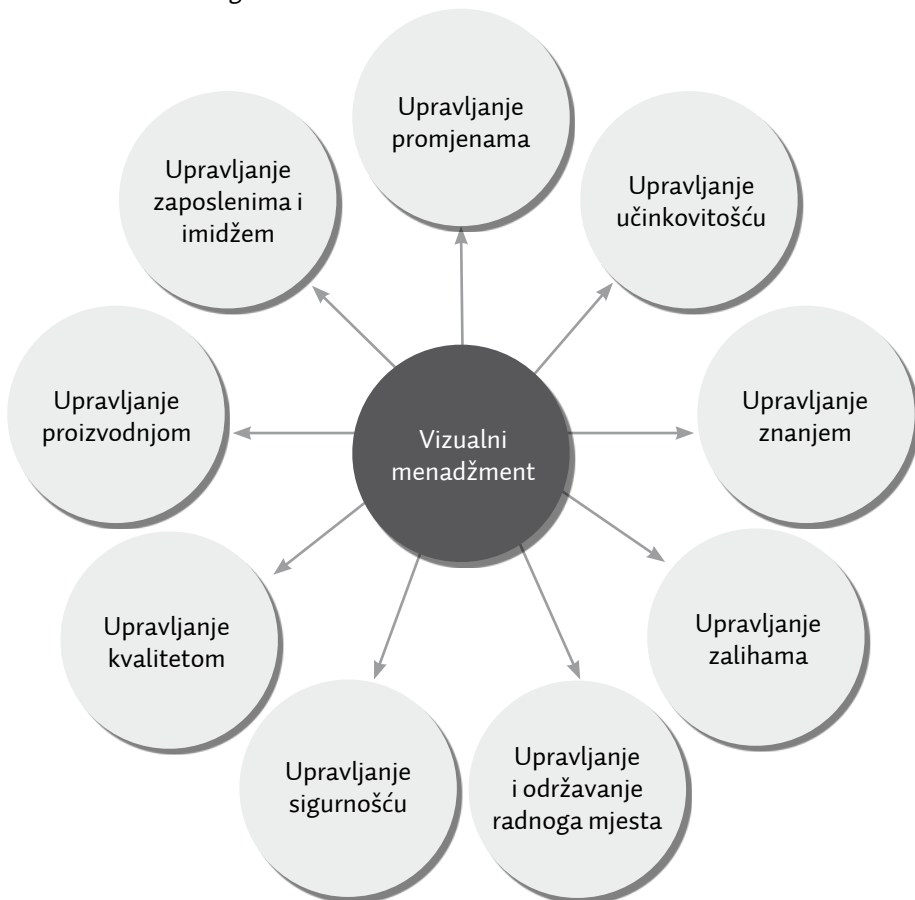 Upravljanje
promjenama
Upravljanje
učinkovitošću
Upravljanje
znanjem
Upravljanje
zalihama
Upravljanje
i održavanje
radnoga mjesta
Upravljanje
sigurnošću
Upravljanje
kvalitetom
Upravljanje
proizvodnjom
Upravljanje
zaposlenima i
imidžem
Vizualni
menadžment